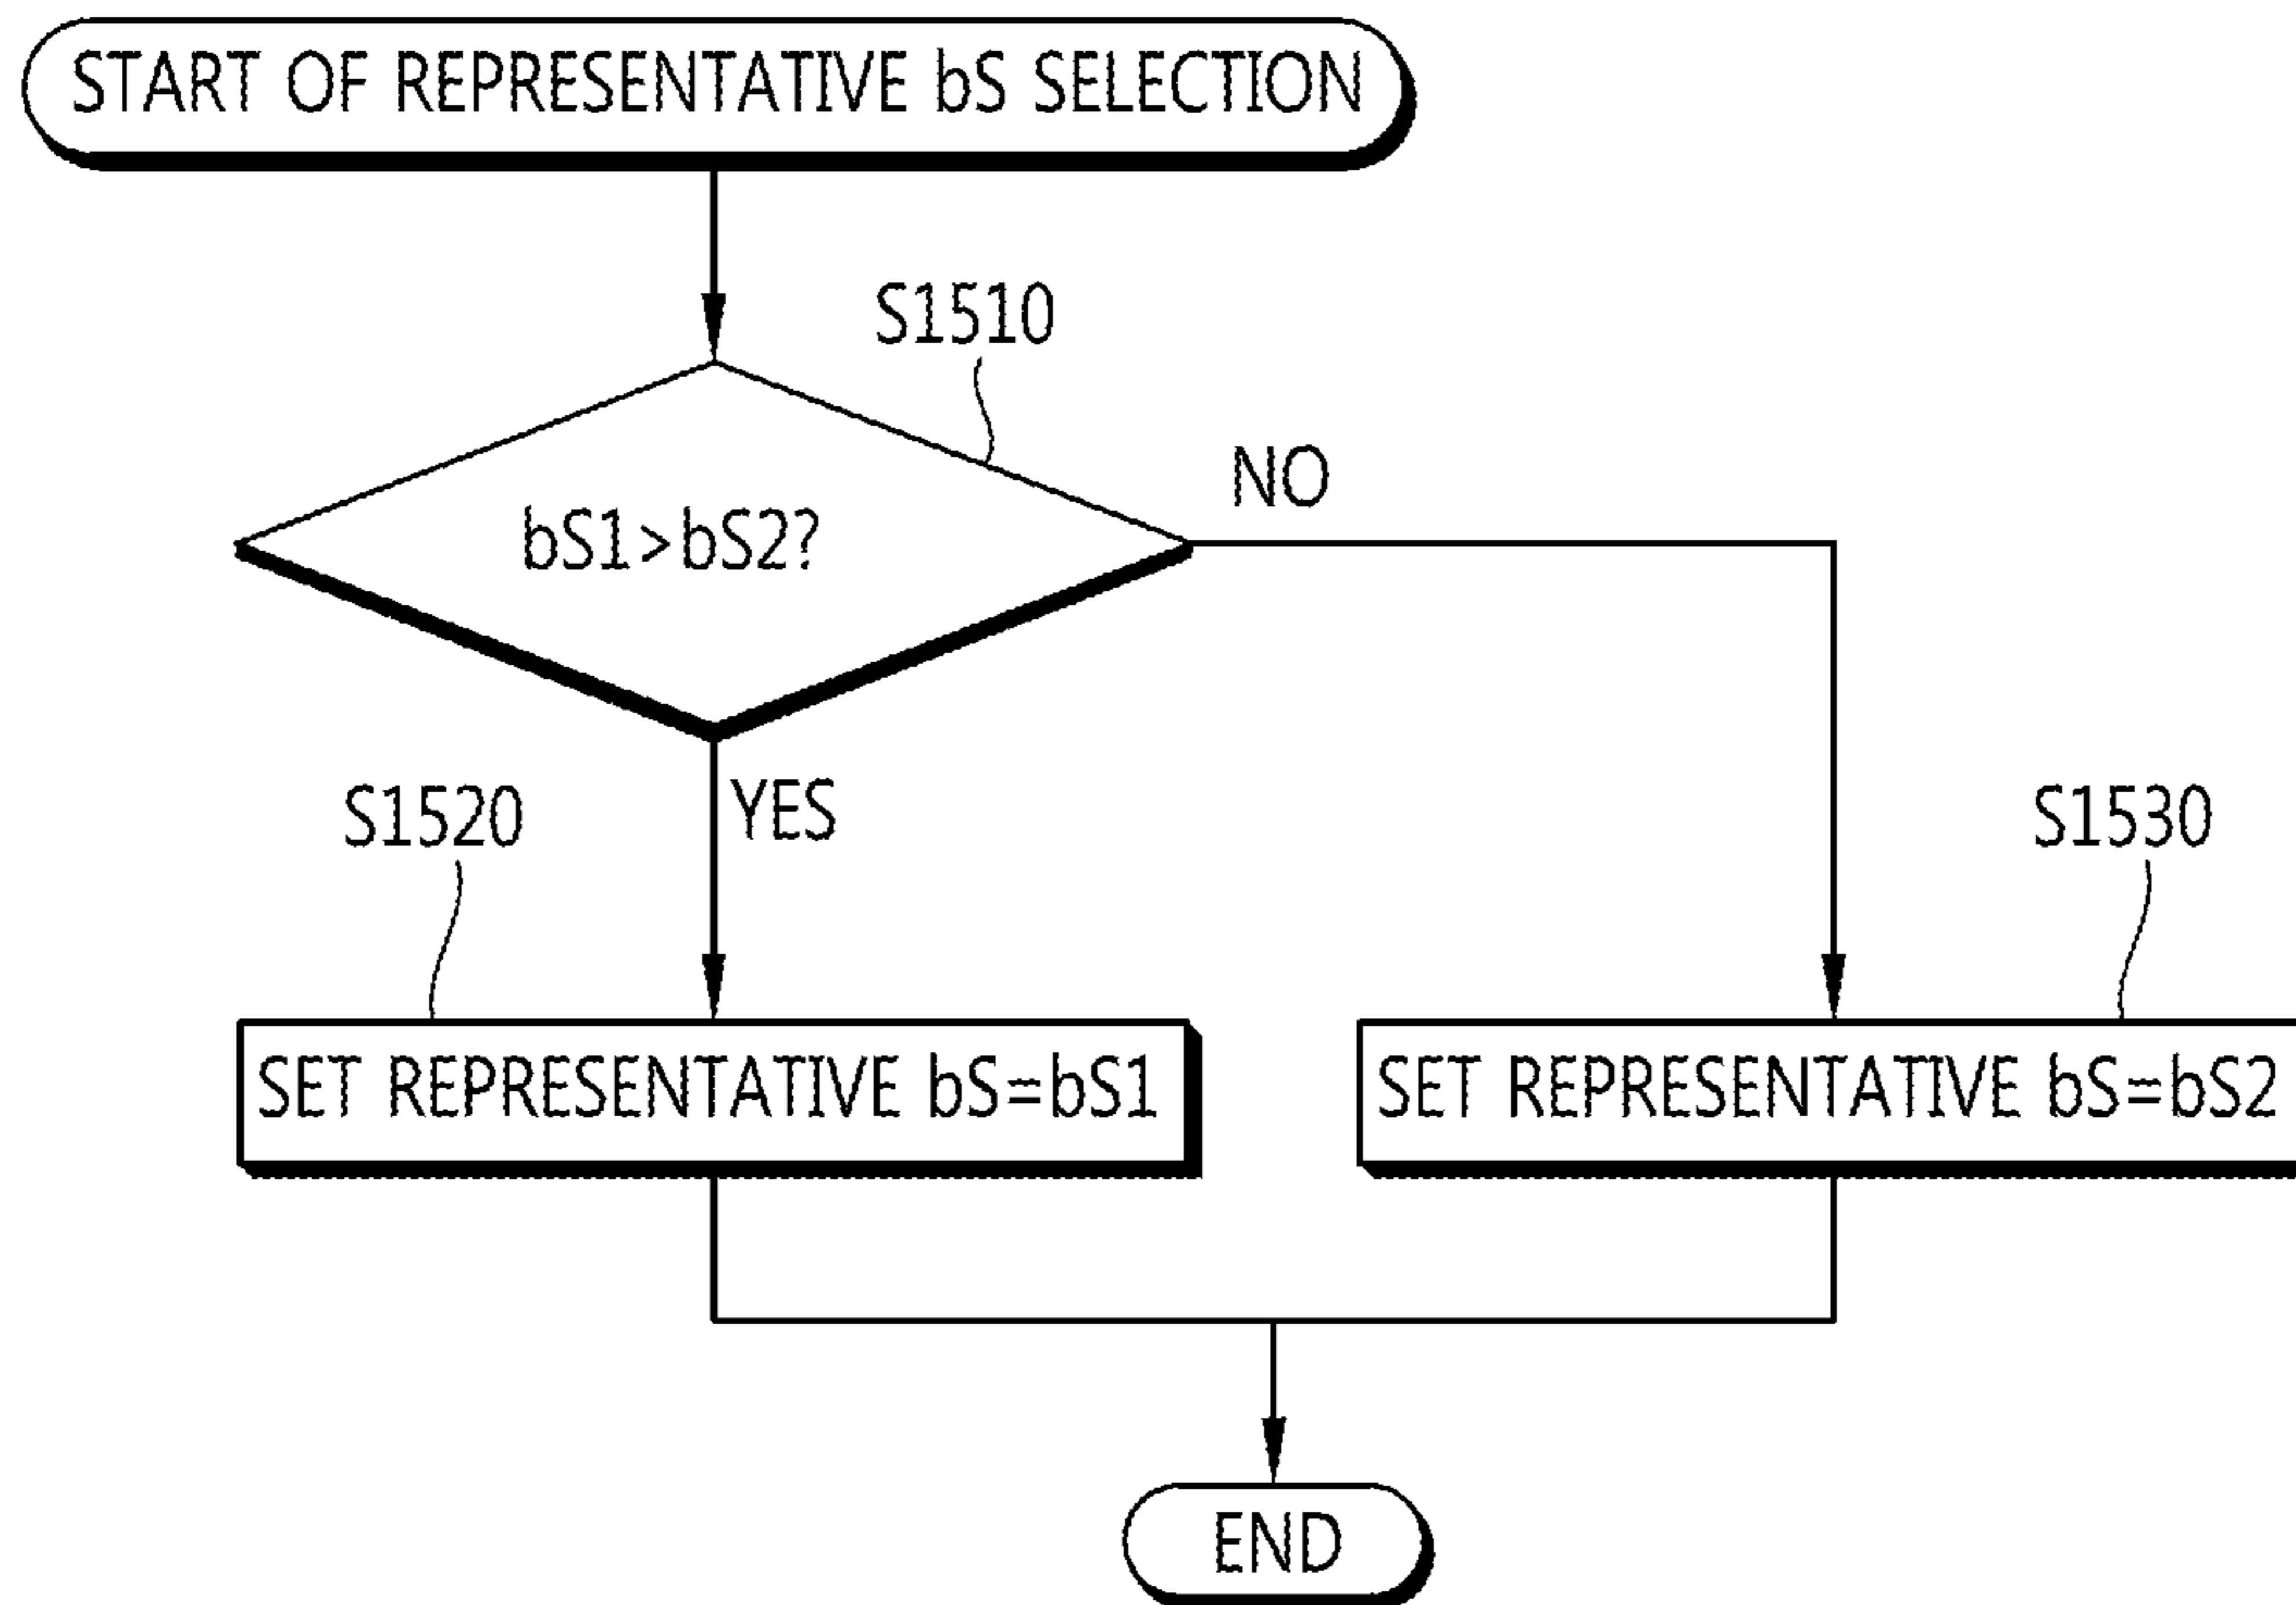 START OF REPRESENTATIVE bS SELECTION
S1510
bS1>bS2?
NO
YES
S1520
S1530
SET REPRESENTATIVE bS=bS1
SET REPRESENTATIVE bS=bS2
END